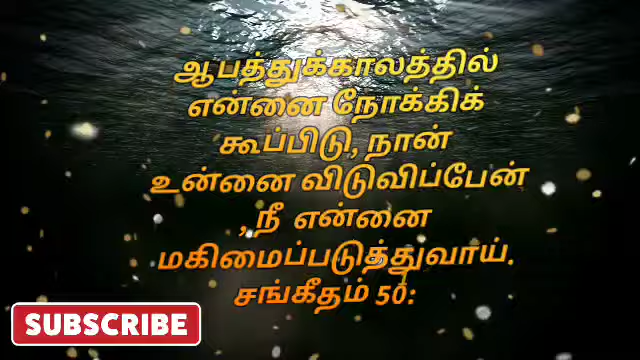 ஆபத்துக்காலத்தில்
என்னை நோக்கிக்
கூப்பிடு, நான்
உன்னை விடுவிப்பேன்
, நீ என்னை
மகிமைப்படுத்துவாய்.
சங்கீதம் 50:
SUBSCRIBE